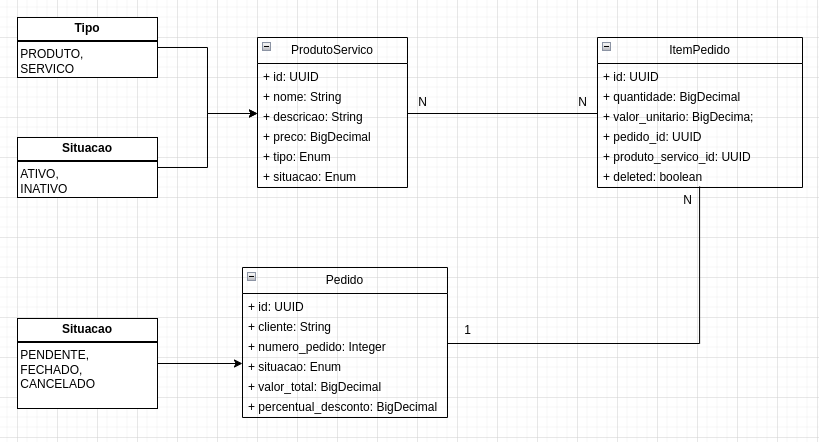 Tipo
PRODUTO,
SERVICO
ProdutoServico
+ id: UUID
+ nome: String
+ descricao: String
+ preco: BigDecimal
+ tipo: Enum
+ situacao: Enum
N
N
ItemPedido
+ id: UUID
+ quantidade: BigDecimal
+ valor_unitario: BigDecima;
+ pedido_id: UUID
+ produto_servico_id: UUID
+ deleted: boolean
N
Situacao
ATIVO,
INATIVO
Pedido
+ id: UUID
+ cliente: String
+ numero_pedido: Integer
+ situacao: Enum
+ valor_total: BigDecimal
+ percentual_desconto: BigDecimal
1
Situacao
PENDENTE,
FECHADO,
CANCELADO